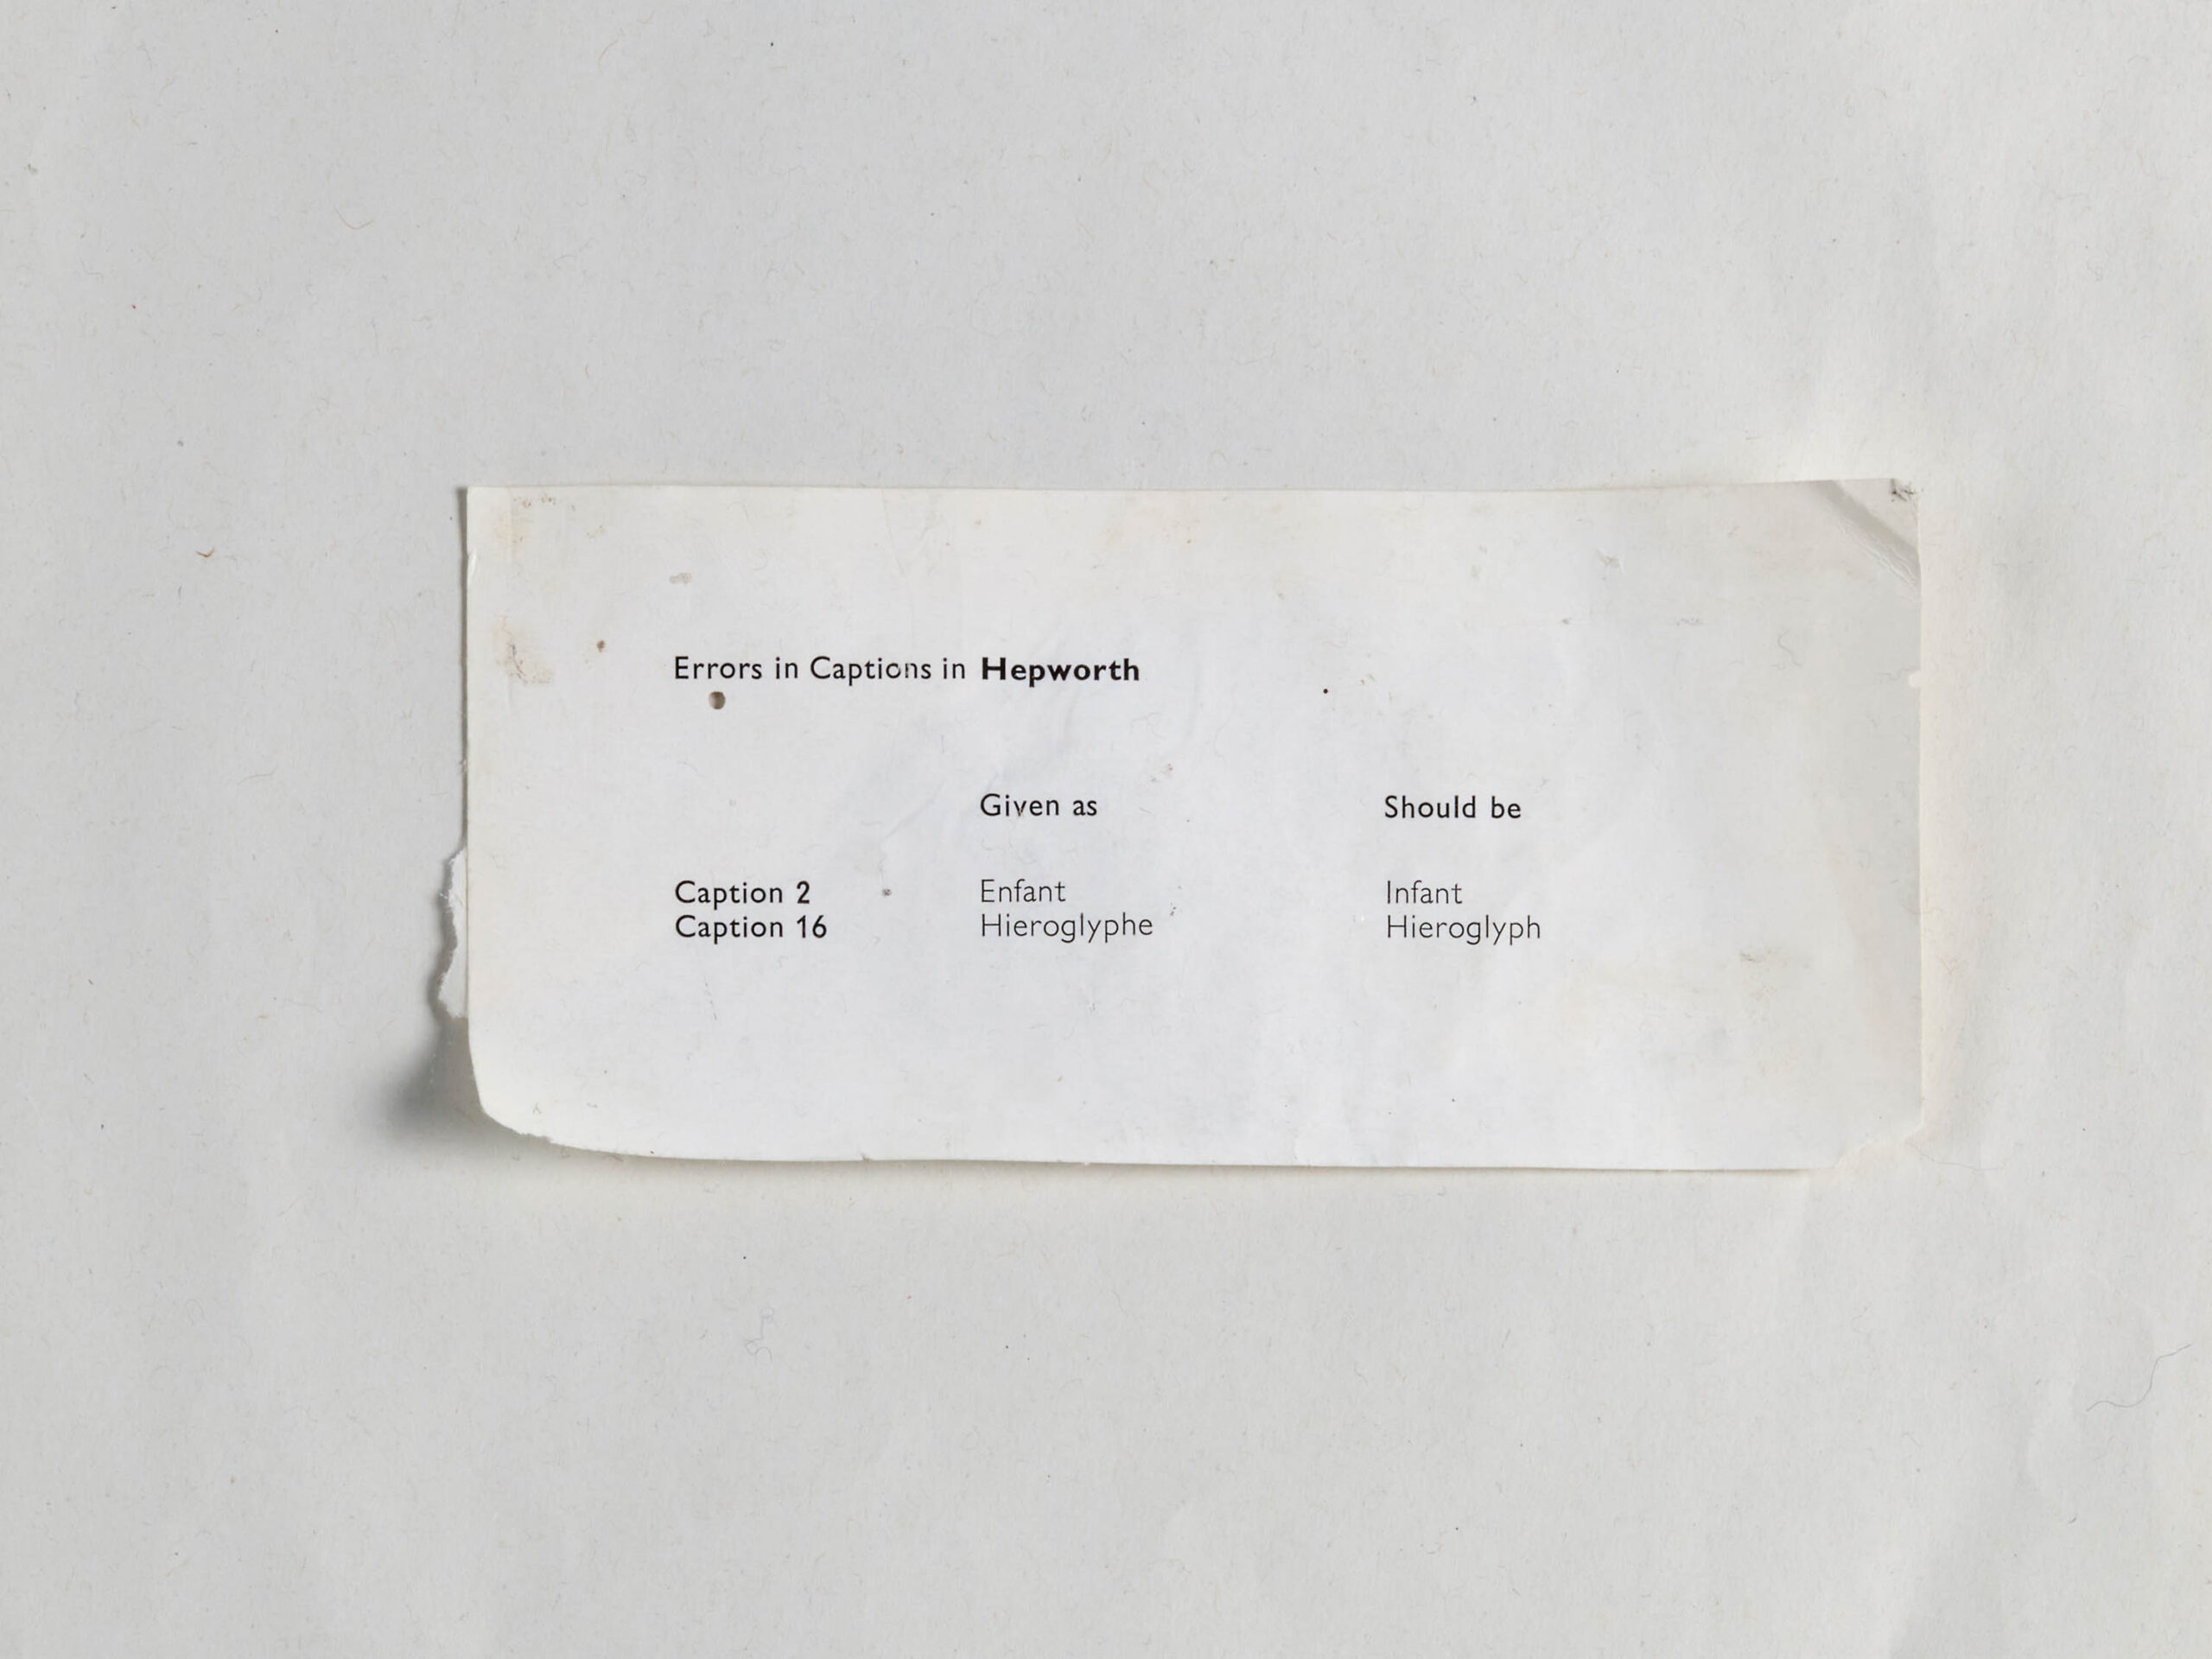 Errors in Captions in Hepworth
Given as Should be
Caption 2 Enfant Infant
Caption 16 Hieroglyphe Hieroglyph